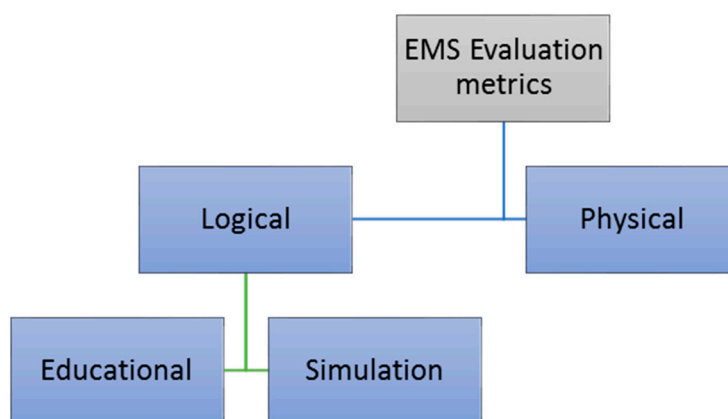 EMS Evaluation
metrics
Logical
Physical
Educational
Simulation